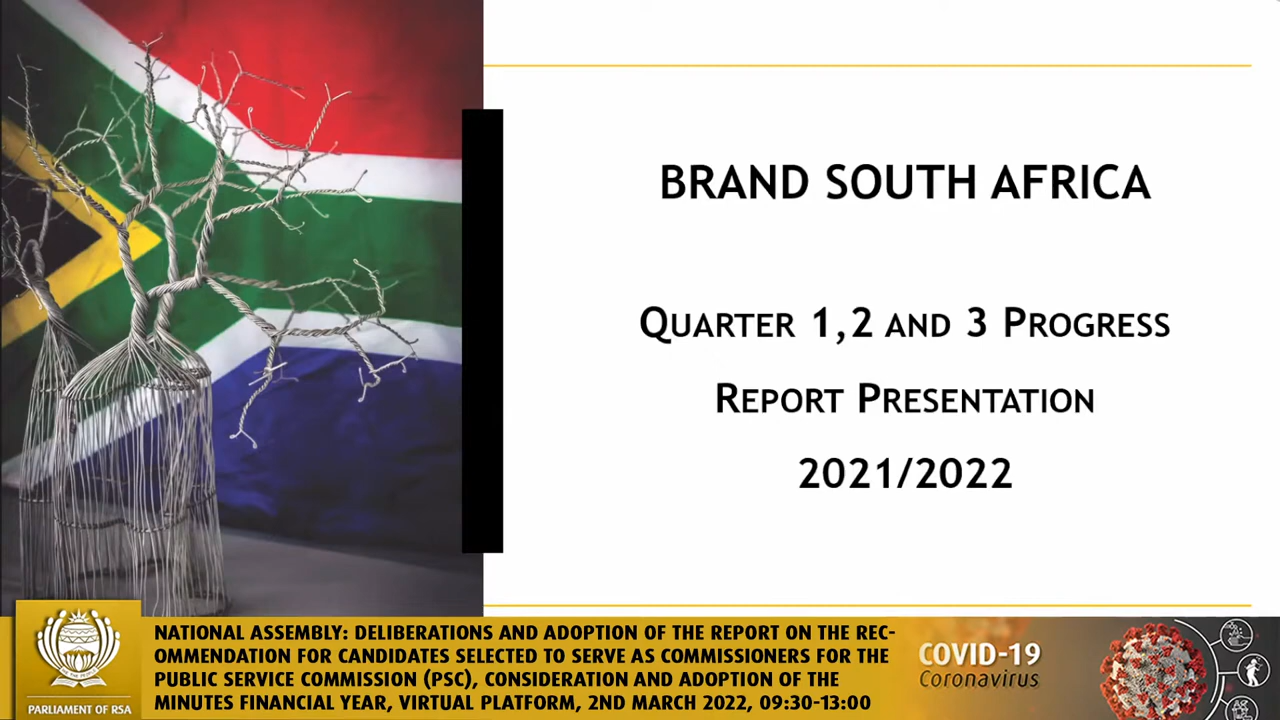 BRAND SOUTH AFRICA
QUARTER 1,2 AND 3 PROGRESS
REPORT PRESENTATION
2021/2022
NATIONAL ASSEMBLY: DELIBERATIONS AND ADOPTION OF THE REPORT ON THE REC-
OMMENDATION FOR CANDIDATES SELECTED TO SERVE AS COMMISSIONERS FOR THE
PUBLIC SERVICE COMMISSION (PSC), CONSIDERATION AND ADOPTION OF THE
MINUTES FINANCIAL YEAR, VIRTUAL PLATFORM, 2ND MARCH 2022, 09:30-13:00
PARLIAMENT OF RSA
COVID-19
Coronavirus